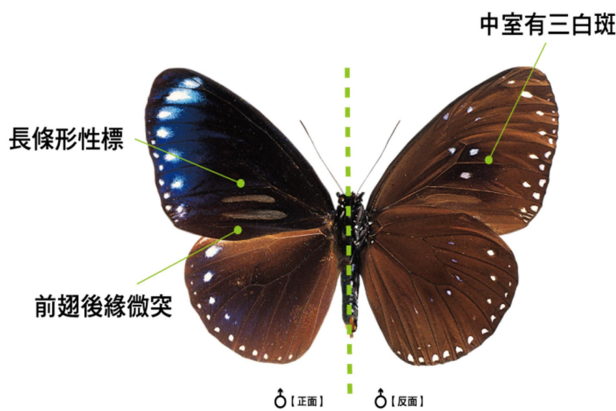 中室有三白斑
長條形性標
前翅後緣微突
♂【正面】
♂【反面】